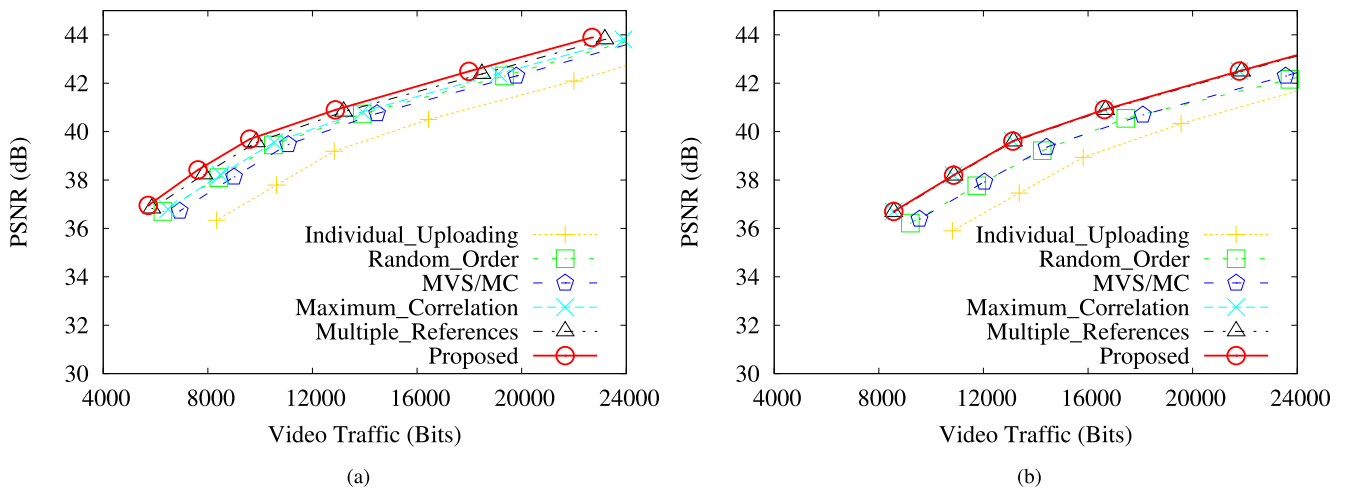 44
42
40
38
36
34
32
30
PSNR (dB)
Individual_Uploading
Random_Order
MVS/MC
Maximum_Correlation
Multiple_References
Proposed
4000 8000 12000 16000 20000 24000
Video Traffic (Bits)
(a)
44
42
40
38
36
34
32
30
PSNR (dB)
Individual_Uploading
Random_Order
MVS/MC
Maximum_Correlation
Multiple_References
Proposed
4000 8000 12000 16000 20000 24000
Video Traffic (Bits)
(b)